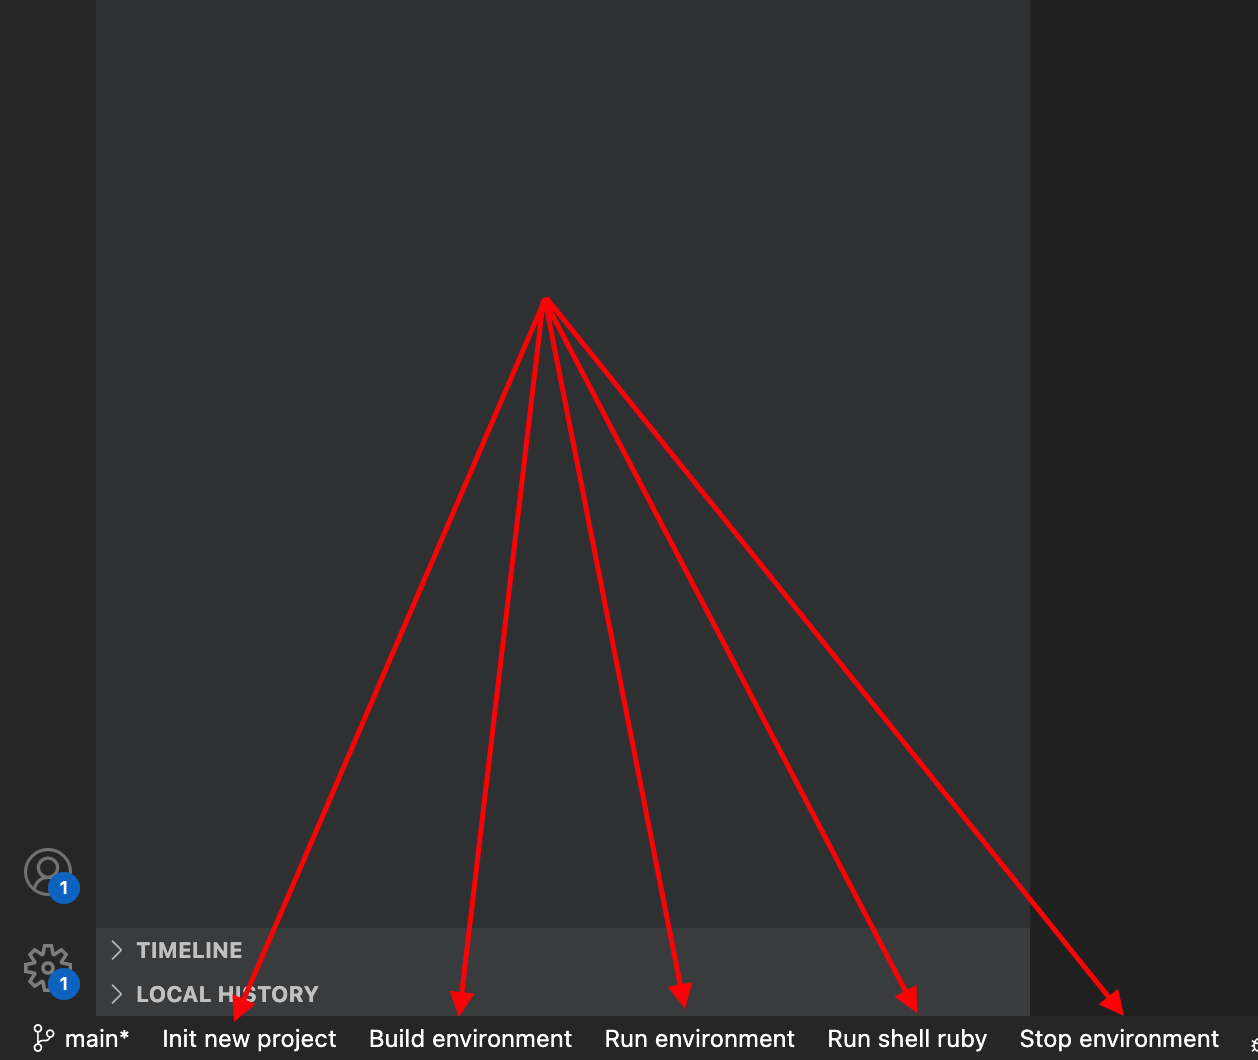 1
1
TIMELINE
LOCAL HISTORY
main* Init new project Build environment Run environment Run shell ruby Stop environment